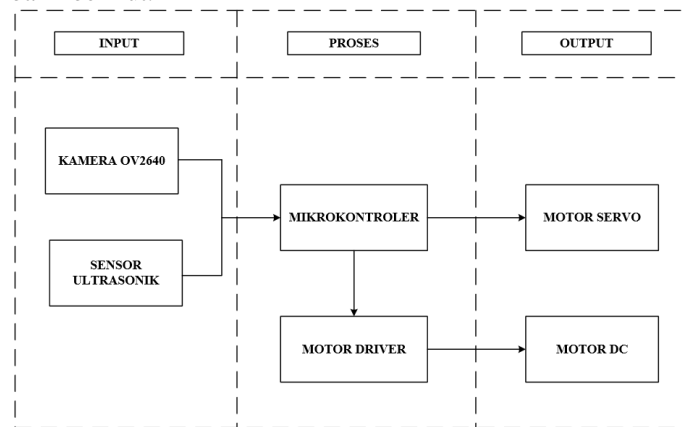 INPUT
PROSES
OUTPUT
KAMERA OV2640
SENSOR
ULTRASONIK
MIKROKONTROLER
MOTOR SERVO
MOTOR DRIVER
MOTOR DC